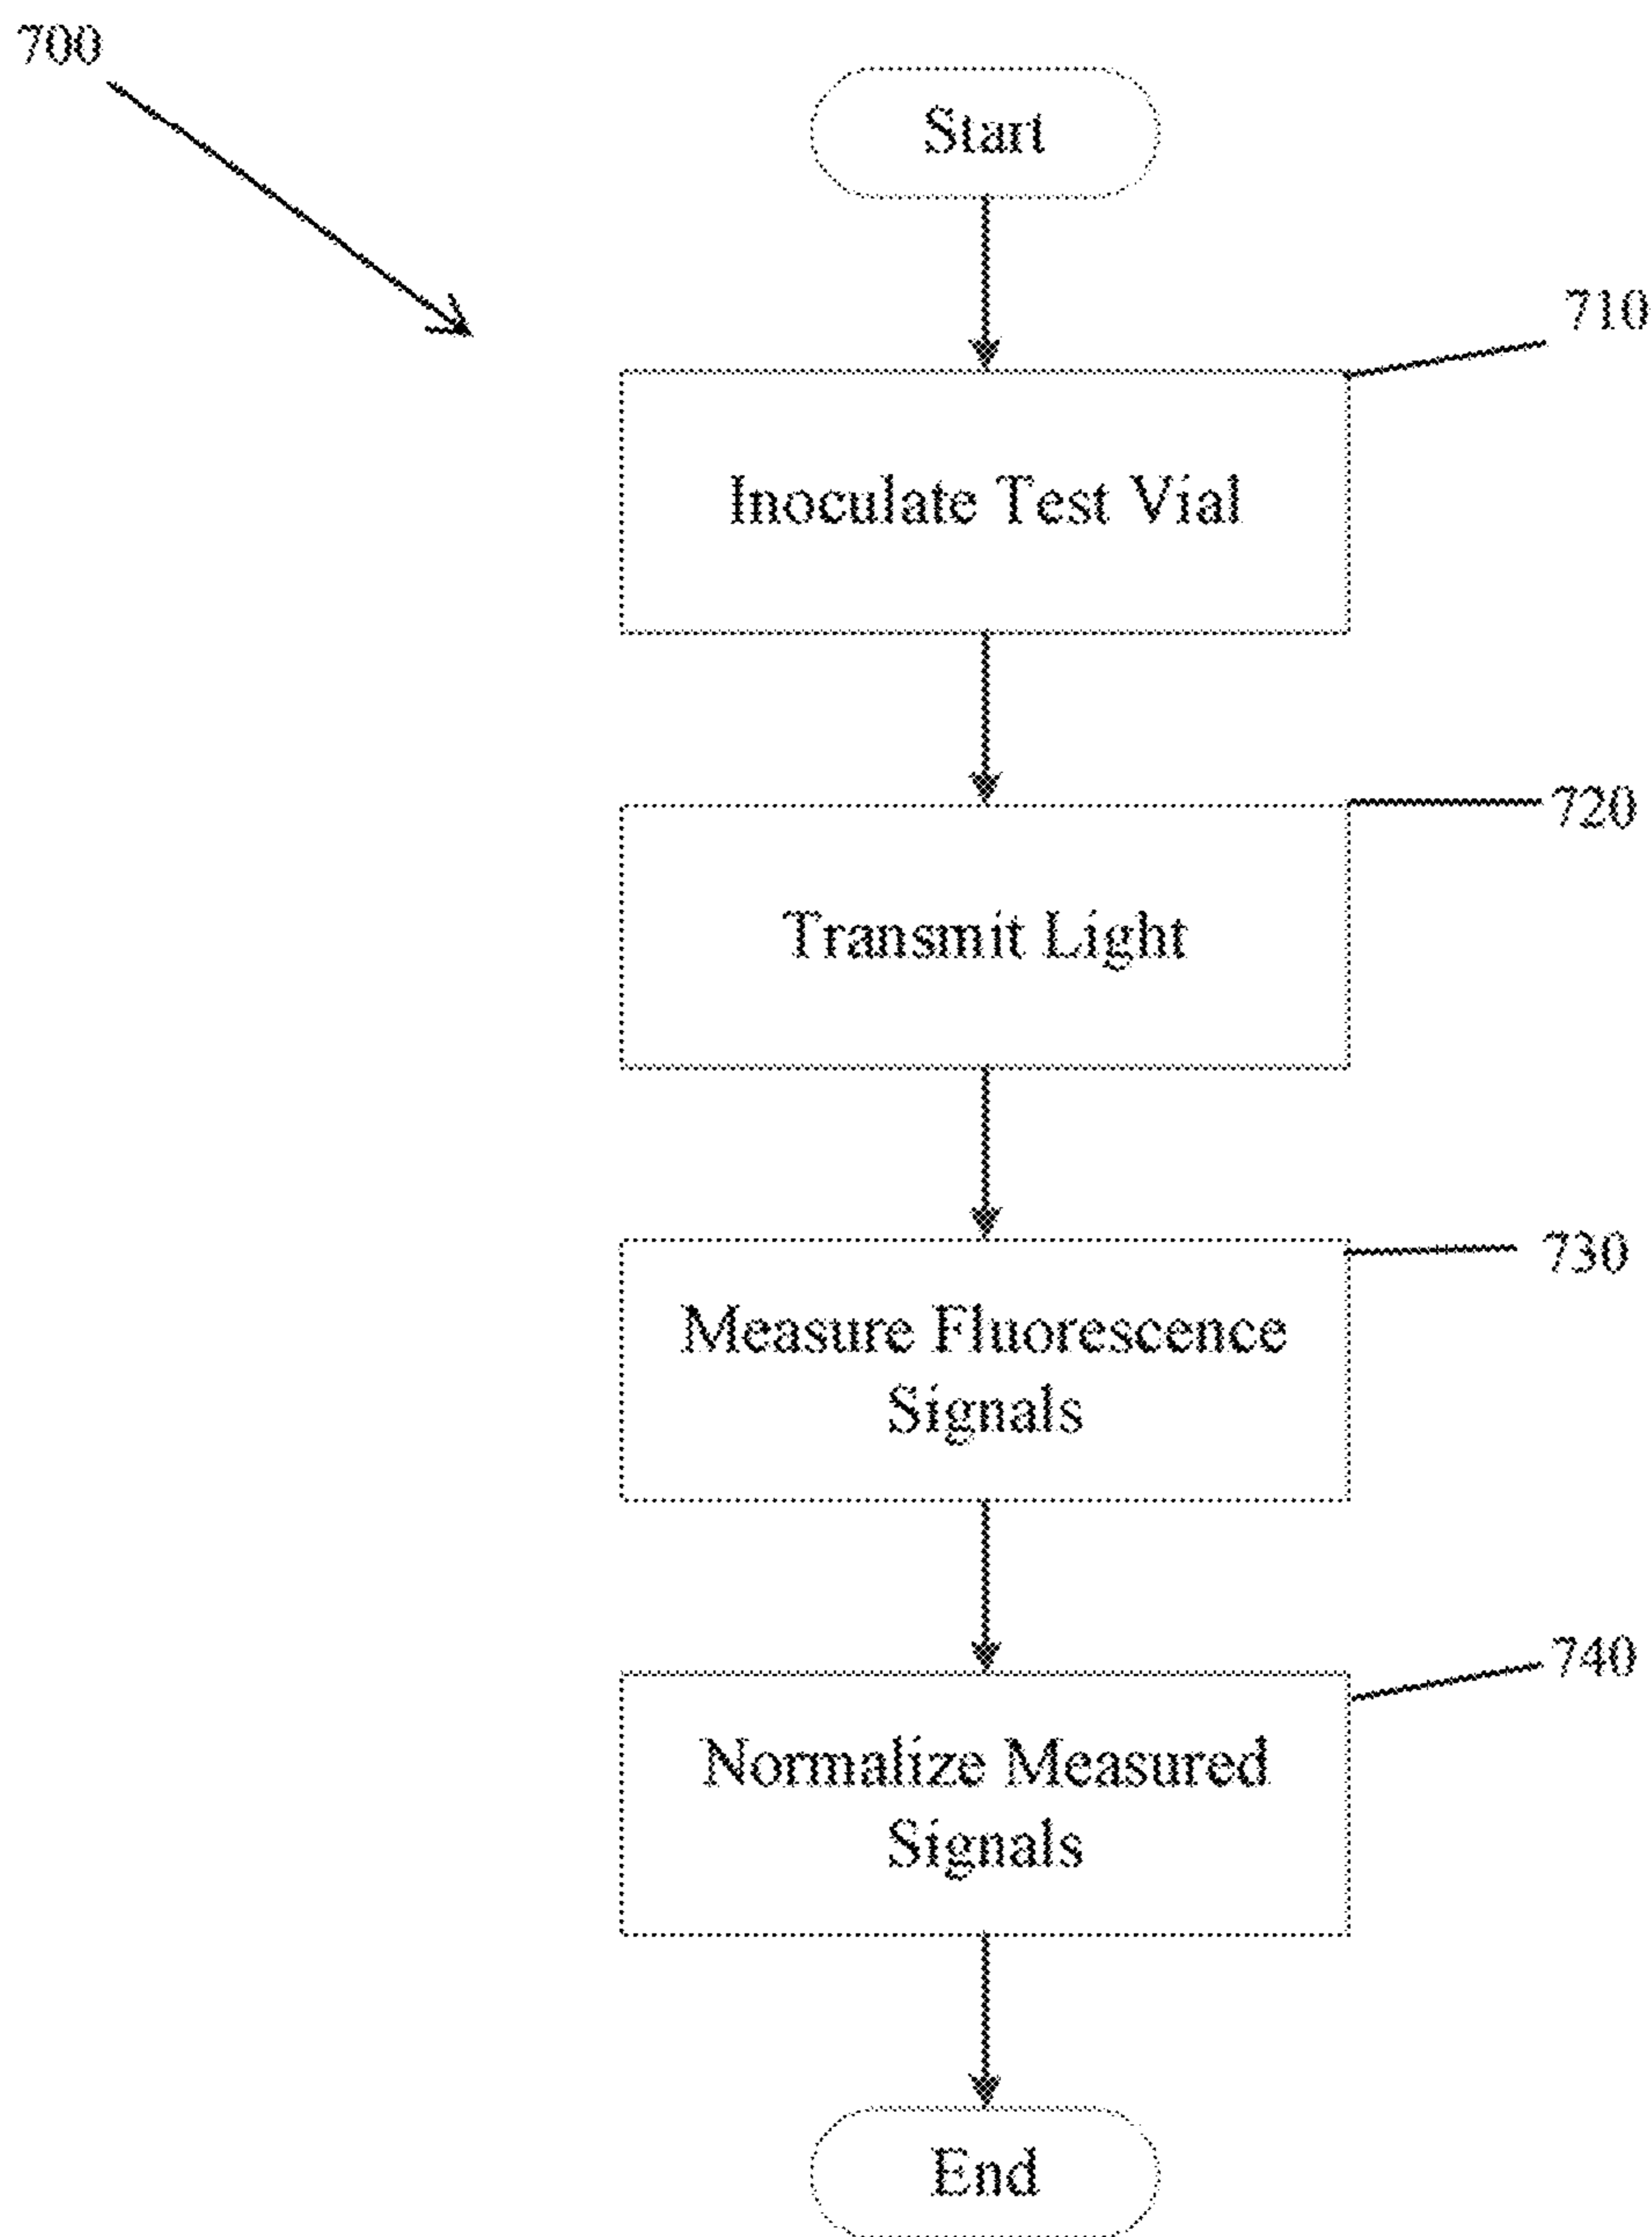 700
Start
710
Inoculate Test Vial
720
Transmit Light
730
Measure Fluorescence
Signals
740
Normalize Measured
Signals
End